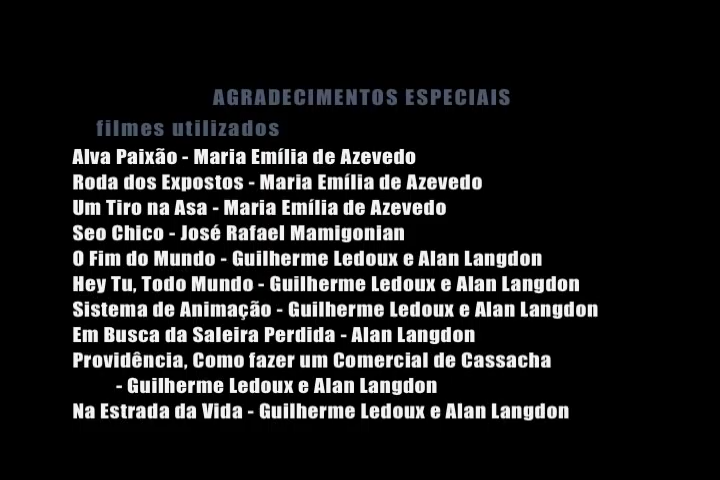 AGRADECIMENTOS ESPECIAIS
filmes utilizados
Alva Paixão - Maria Emília de Azevedo
Roda dos Expostos - Maria Emília de Azevedo
Um Tiro na Asa - Maria Emília de Azevedo
Seo Chico - José Rafael Mamigonian
O Fim do Mundo - Guilherme Ledoux e Alan Langdon
Hey Tu, Todo Mundo - Guilherme Ledoux e Alan Langdon
Sistema de Animação - Guilherme Ledoux e Alan Langdon
Em Busca da Saleira Perdida - Alan Langdon
Providência, Como fazer um Comercial de Cassacha
- Guilherme Ledoux e Alan Langdon
Na Estrada da Vida - Guilherme Ledoux e Alan Langdon